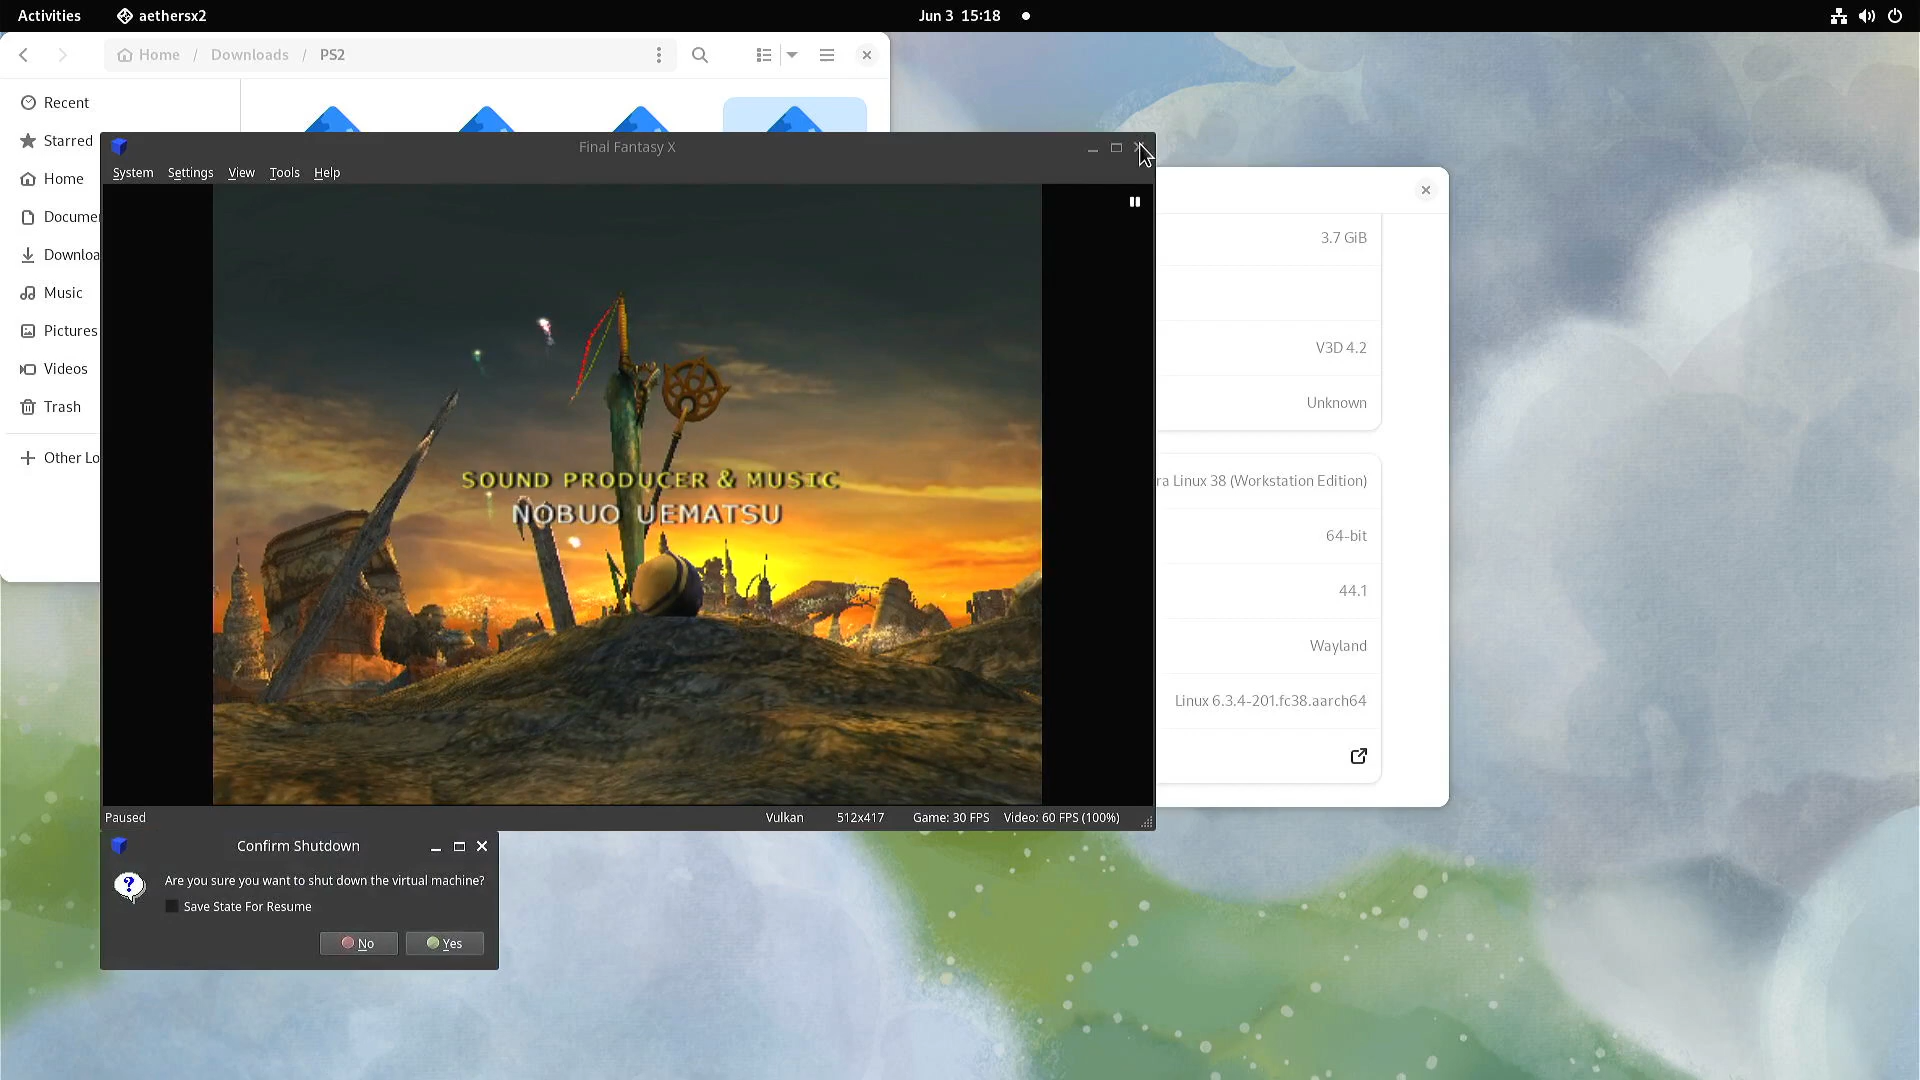 Activities
aethersx2
Jun 3 15:18
Home / Downloads / PS2
Recent
Starred
Home
Documen
Downloa
Music
Pictures
Videos
Trash
Other Lo
Final Fantasy X
System Settings View Tools Help
SOUND PRODUCER & MUSIC
NOBUO UEMATSU
Paused
Vulkan 512x417 Game: 30 FPS Video: 60 FPS (100%)
3.7 GiB
V3D 4.2
Unknown
ra Linux 38 (Workstation Edition)
64-bit
44.1
Wayland
Linux 6.3.4-201.fc38.aarch64
Confirm Shutdown
Are you sure you want to shut down the virtual machine?
Save State For Resume
No Yes